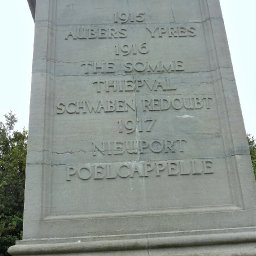 1915
AUBERS YPRES
1916
THE SOMME
THIEPVAL
SCHWABEN REDOUBT
1917
NIEUPORT
POELCAPPELLE